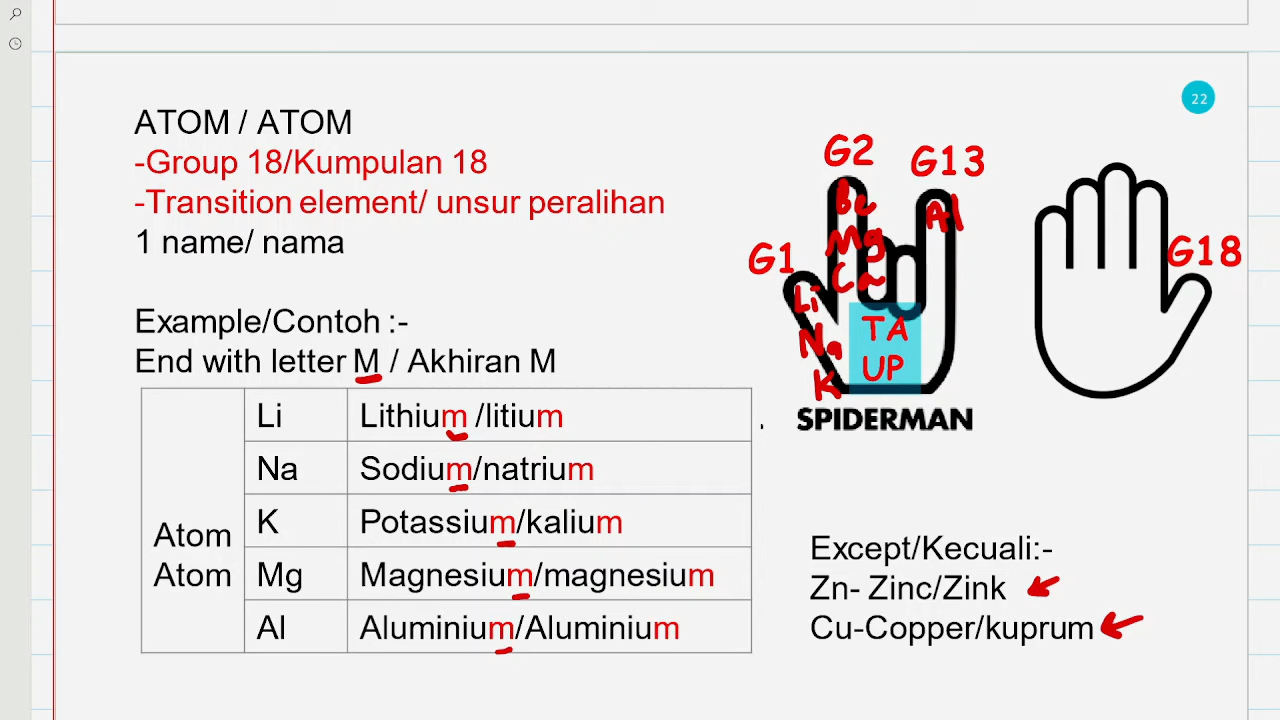 22
ATOM / ATOM
-Group 18/Kumpulan 18
-Transition element/ unsur peralihan
1 name/ nama
Example/Contoh :-
End with letter M / Akhiran M
Atom
Atom
Li Lithium /litium
Na Sodium/natrium
K Potassium/kalium
Mg Magnesium/magnesium
Al Aluminium/Aluminium
G1
Li
Na
K
G2
Be
Mg
Ca
G13
Al
TA
UP
SPIDERMAN
G18
Except/Kecuali:-
Zn- Zinc/Zink
Cu-Copper/kuprum